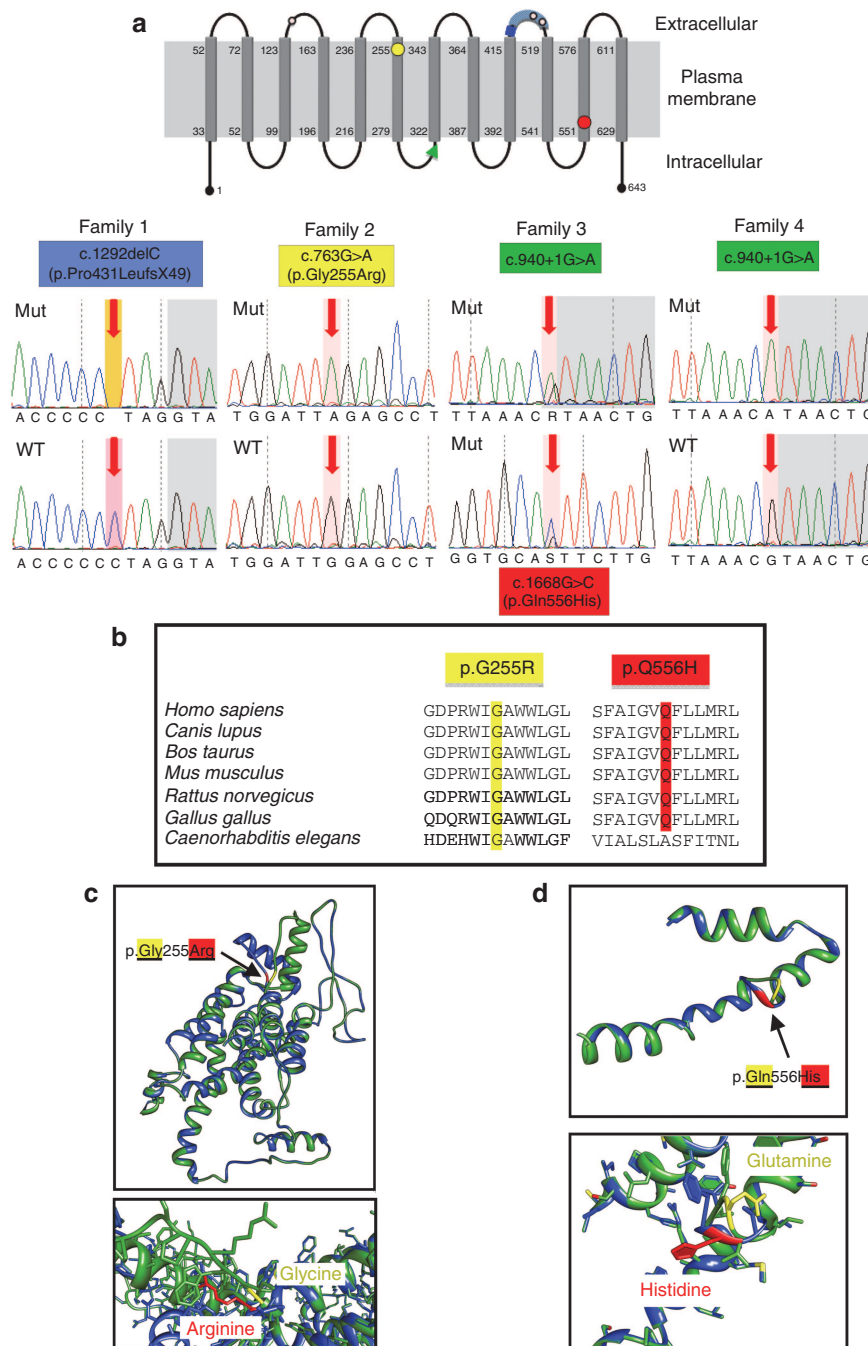 a
Extracellular
52 72 123 163 236 255 343 364 415 519 576 611
Plasma
membrane
33 52 99 196 216 279 322 387 392 541 551 629
Intracellular
1
643
Family 1
c.1292delC
(p.Pro431LeufsX49)
Family 2
c.763G>A
(p.Gly255Arg)
Family 3
c.940+1G>A
Family 4
c.940+1G>A
Mut
A C C C C C T A G G T A
WT
A C C C C C C T A G G T A
Mut
T G G A T T A G A G C C T
WT
T G G A T T G G A G C C T
Mut
T T A A A C R T A A C T G
Mut
G G T G C A S T T C T T G
c.1668G>C
(p.Gln556His)
Mut
T T A A A C A T A A C T G
WT
T T A A A C G T A A C T G
b
p.G255R p.Q556H
Homo sapiens GDPRWIGAWWLGL SFAIGVQFLLMRL
Canis lupus GDPRWIGAWWLGL SFAIGVQFLLMRL
Bos taurus GDPRWIGAWWLGL SFAIGVQFLLMRL
Mus musculus GDPRWIGAWWLGL SFAIGVQFLLMRL
Rattus norvegicus GDPRWIGAWWLGL SFAIGVQFLLMRL
Gallus gallus QDQRWIGAWWLGL SFAIGVQFLLMRL
Caenorhabditis elegans HDEHWIGAWWLGF VIALSLASFITNL
c
p.Gly255Arg
Glycine
Arginine
d
p.Gln556His
Glutamine
Histidine